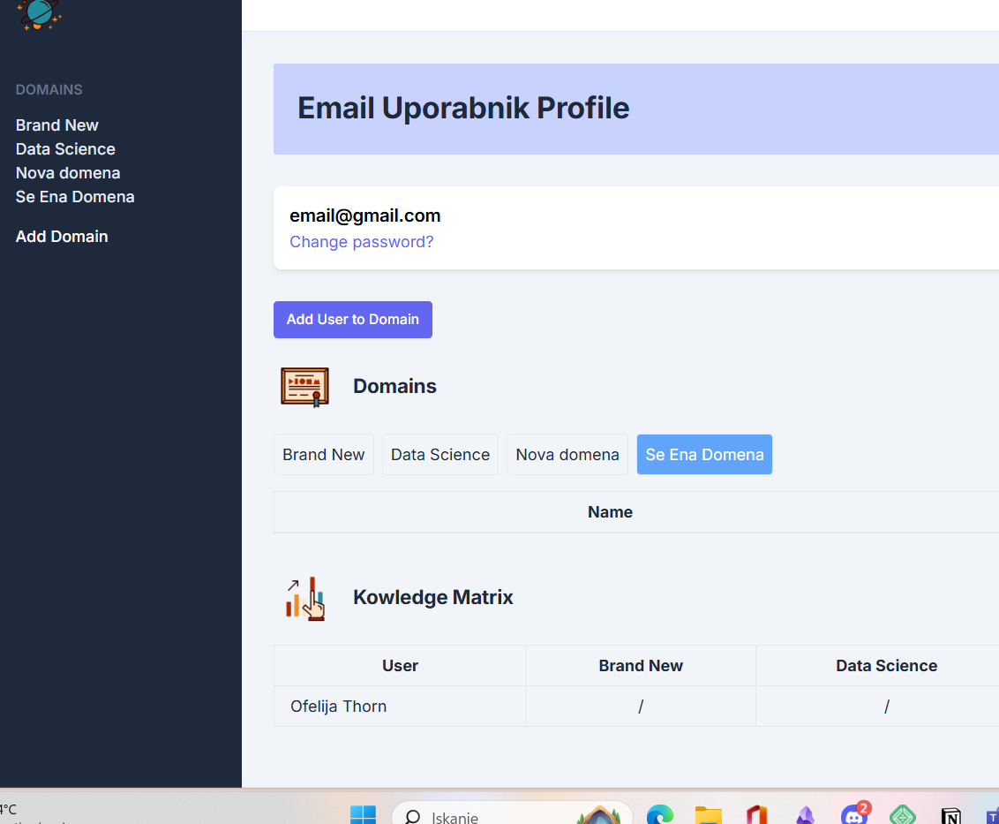 DOMAINS
Brand New
Data Science
Nova domena
Se Ena Domena
Add Domain
Email Uporabnik Profile
email@gmail.com
Change password?
Add User to Domain
Domains
Brand New Data Science Nova domena Se Ena Domena
Name
Kowledge Matrix
User Brand New Data Science
Ofelija Thorn / /
4°C
Iskanje
2
N
T